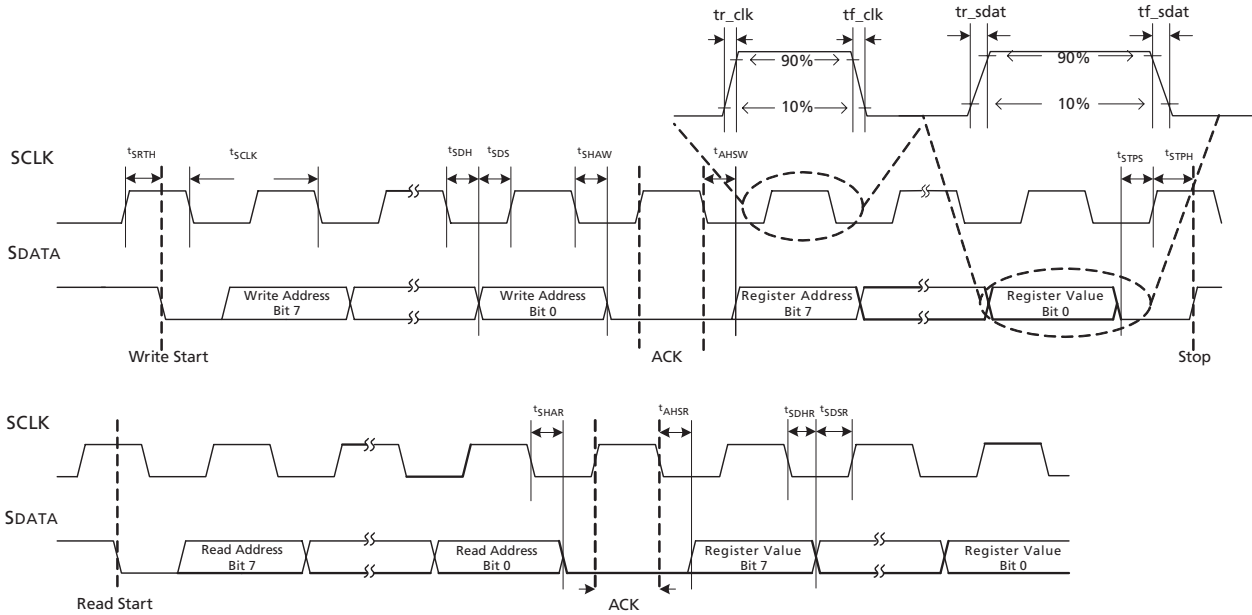 tr_clk tf_clk tr_sdat tf_sdat
90% 90%
10% 10%
SCLK
tSRTH tSCLK tSDH tSDS tSHAW tAHSW tSTPS tSTPH
SDATA
Write Address Bit 7
Write Address Bit 0
Register Address Bit 7
Register Value Bit 0
Write Start ACK Stop
SCLK
tSHAR tAHSR tSDHR tSDSR
SDATA
Read Address Bit 7
Read Address Bit 0
Register Value Bit 7
Register Value Bit 0
Read Start ACK